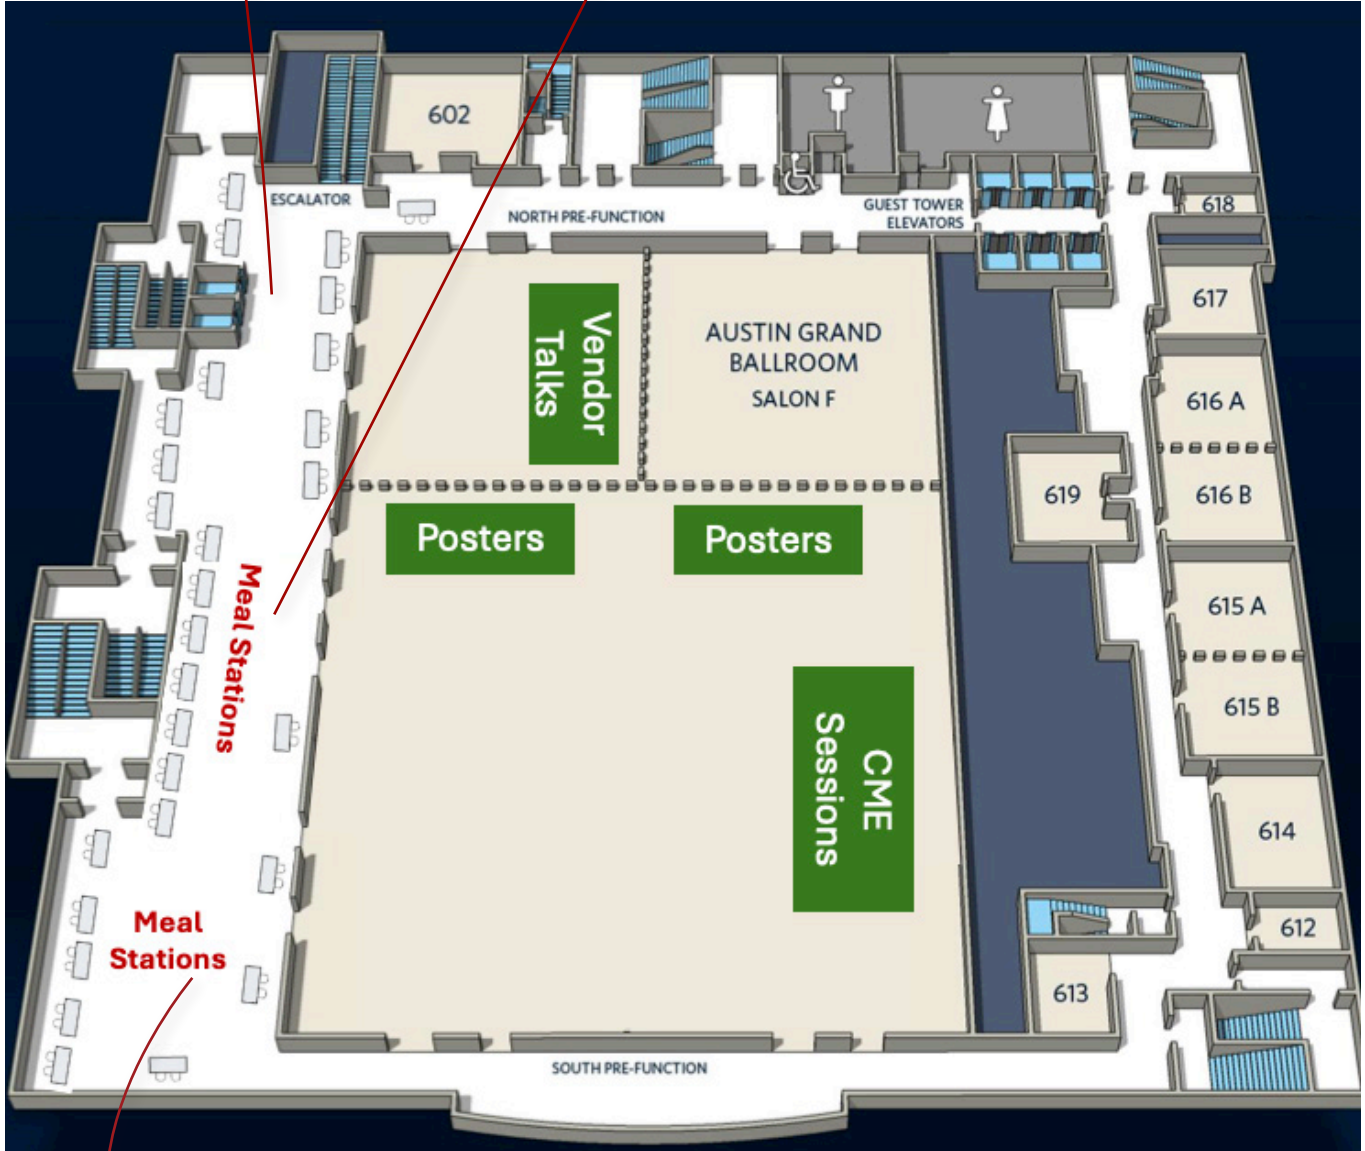 602
ESCALATOR
NORTH PRE-FUNCTION
GUEST TOWER
ELEVATORS
618
617
Vendor
Talks
AUSTIN GRAND
BALLROOM
SALON F
616 A
619
616 B
Posters
Posters
Meal Stations
615 A
615 B
CME
Sessions
614
Meal
Stations
612
613
SOUTH PRE-FUNCTION